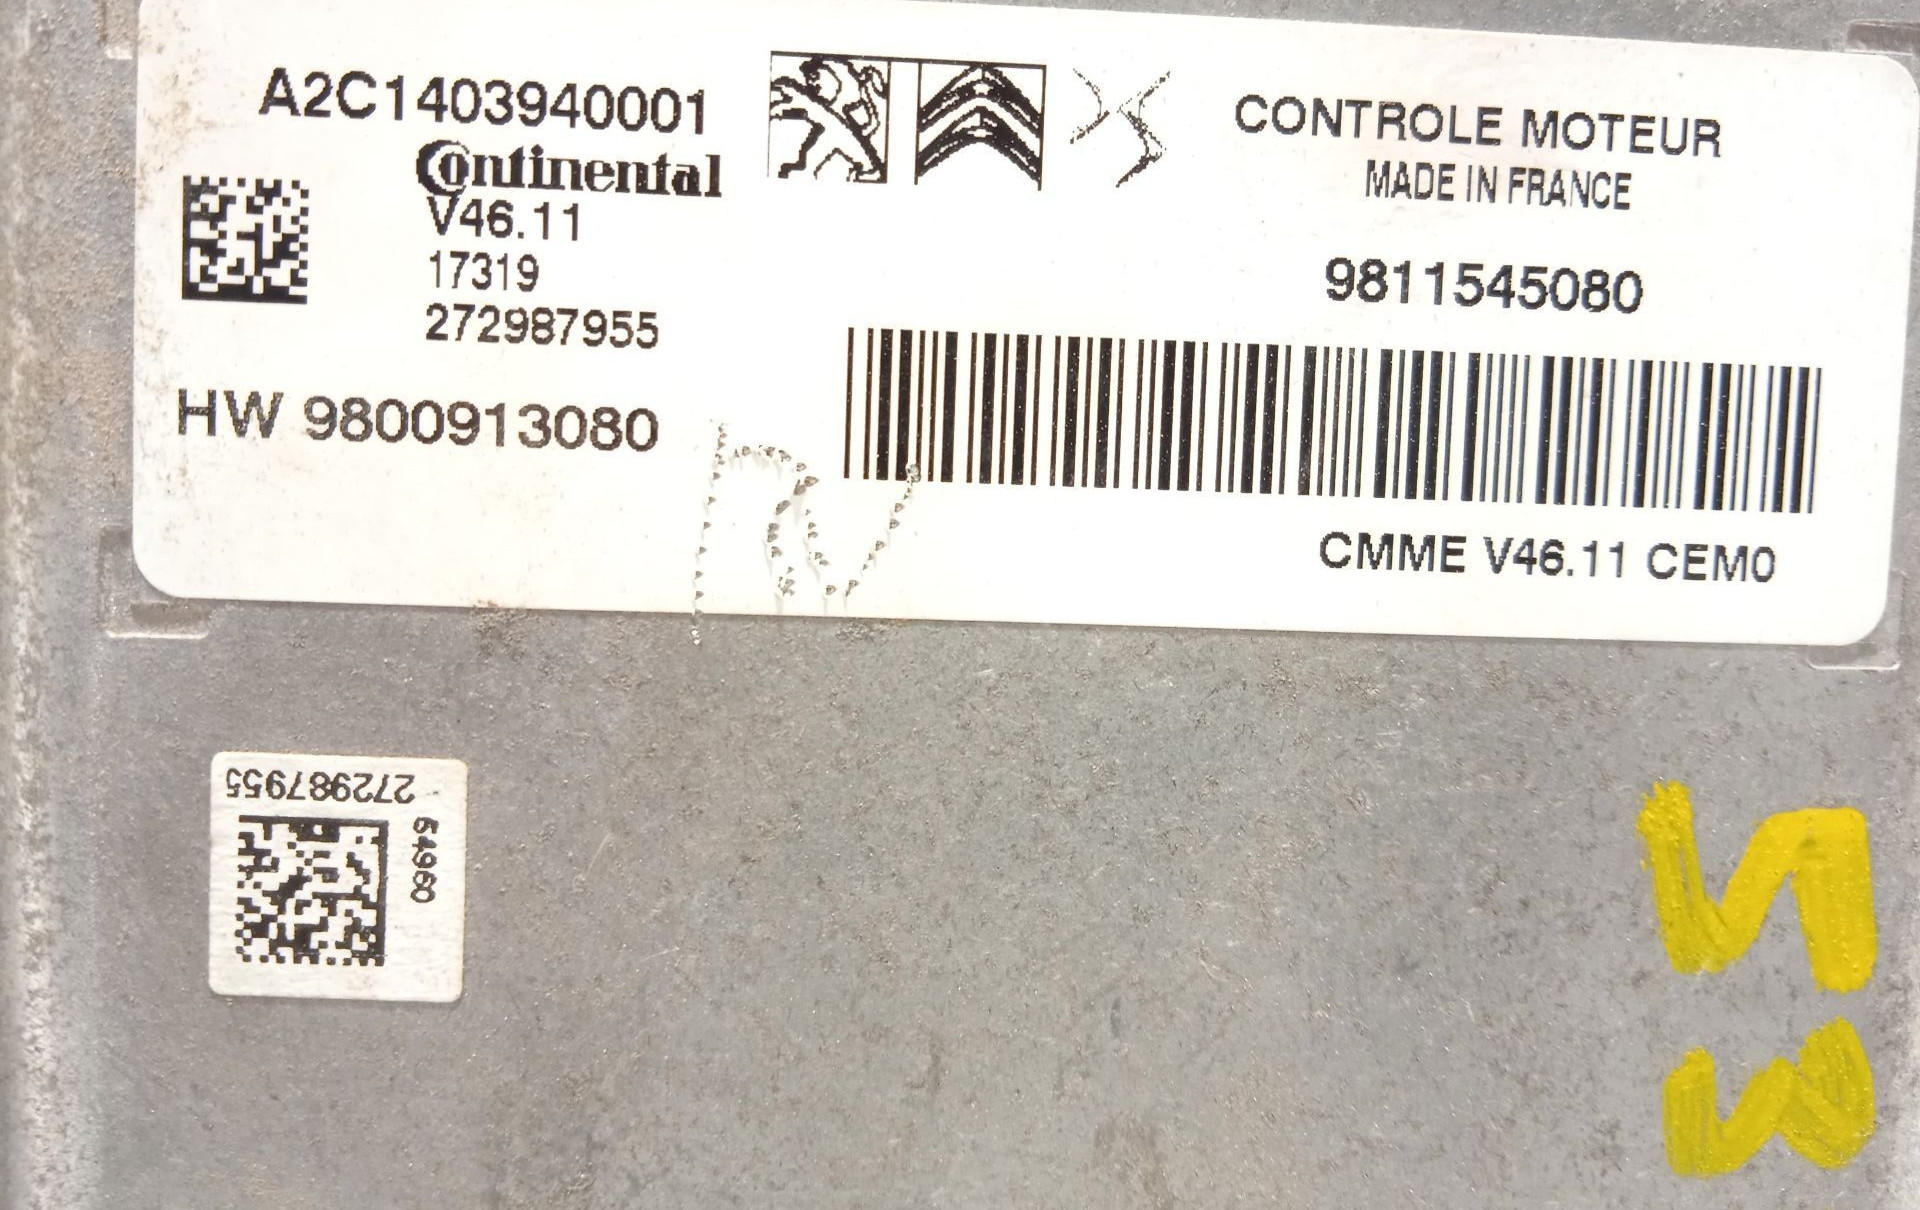 A2C1403940001
Continental
V46.11
17319
272987955
HW 9800913080
CONTROLE MOTEUR
MADE IN FRANCE
9811545080
CMME V46.11 CEM0
272987955
54960